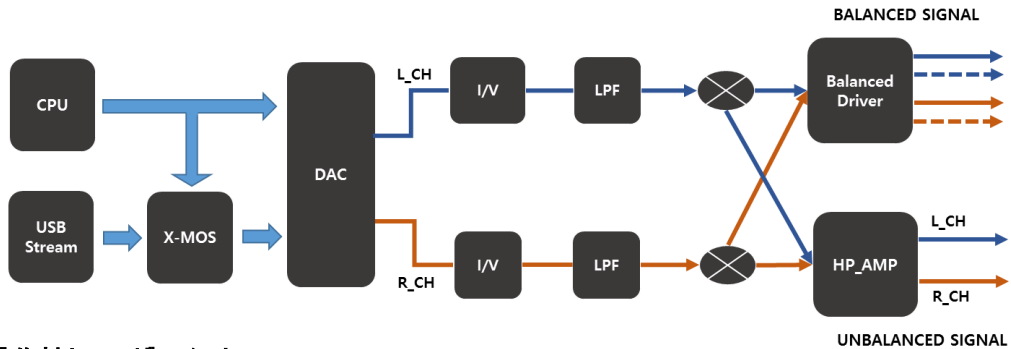 BALANCED SIGNAL
CPU
L_CH
I/V
LPF
Balanced
Driver
DAC
USB
Stream
X-MOS
R_CH
I/V
LPF
HP_AMP
L_CH
R_CH
UNBALANCED SIGNAL